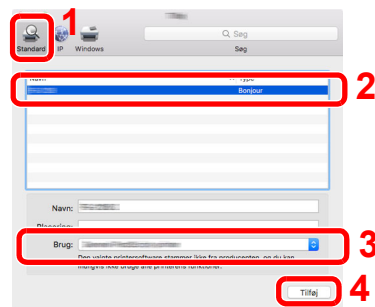 1
Søg
Standard IP Windows Søg
Navn Type
Bonjour
2
Navn:
Placering:
Brug:
3
Den valgte printersoftware stammer ikke fra producenten, og du kan
muligvis ikke bruge alle printerens funktioner.
Tilføj
4